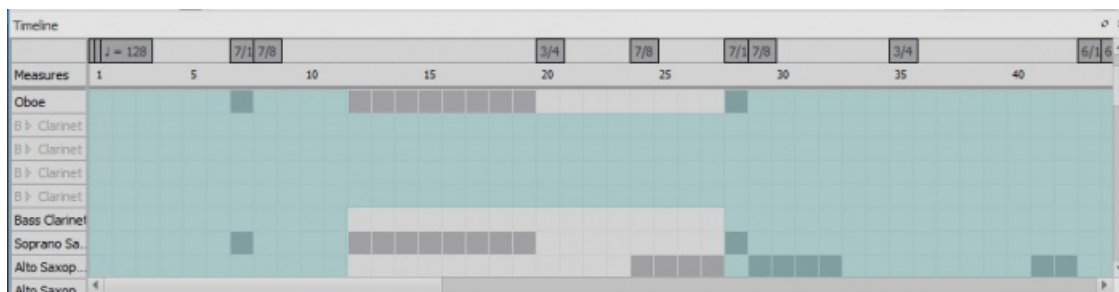 Timeline
♩ = 128 7/1 7/8 3/4 7/8 7/1 7/8 3/4 6/1 6
Measures 1 5 10 15 20 25 30 35 40
Oboe
B♭ Clarinet
B♭ Clarinet
B♭ Clarinet
B♭ Clarinet
Bass Clarinet
Soprano Sa...
Alto Saxop...
Alto Saxop